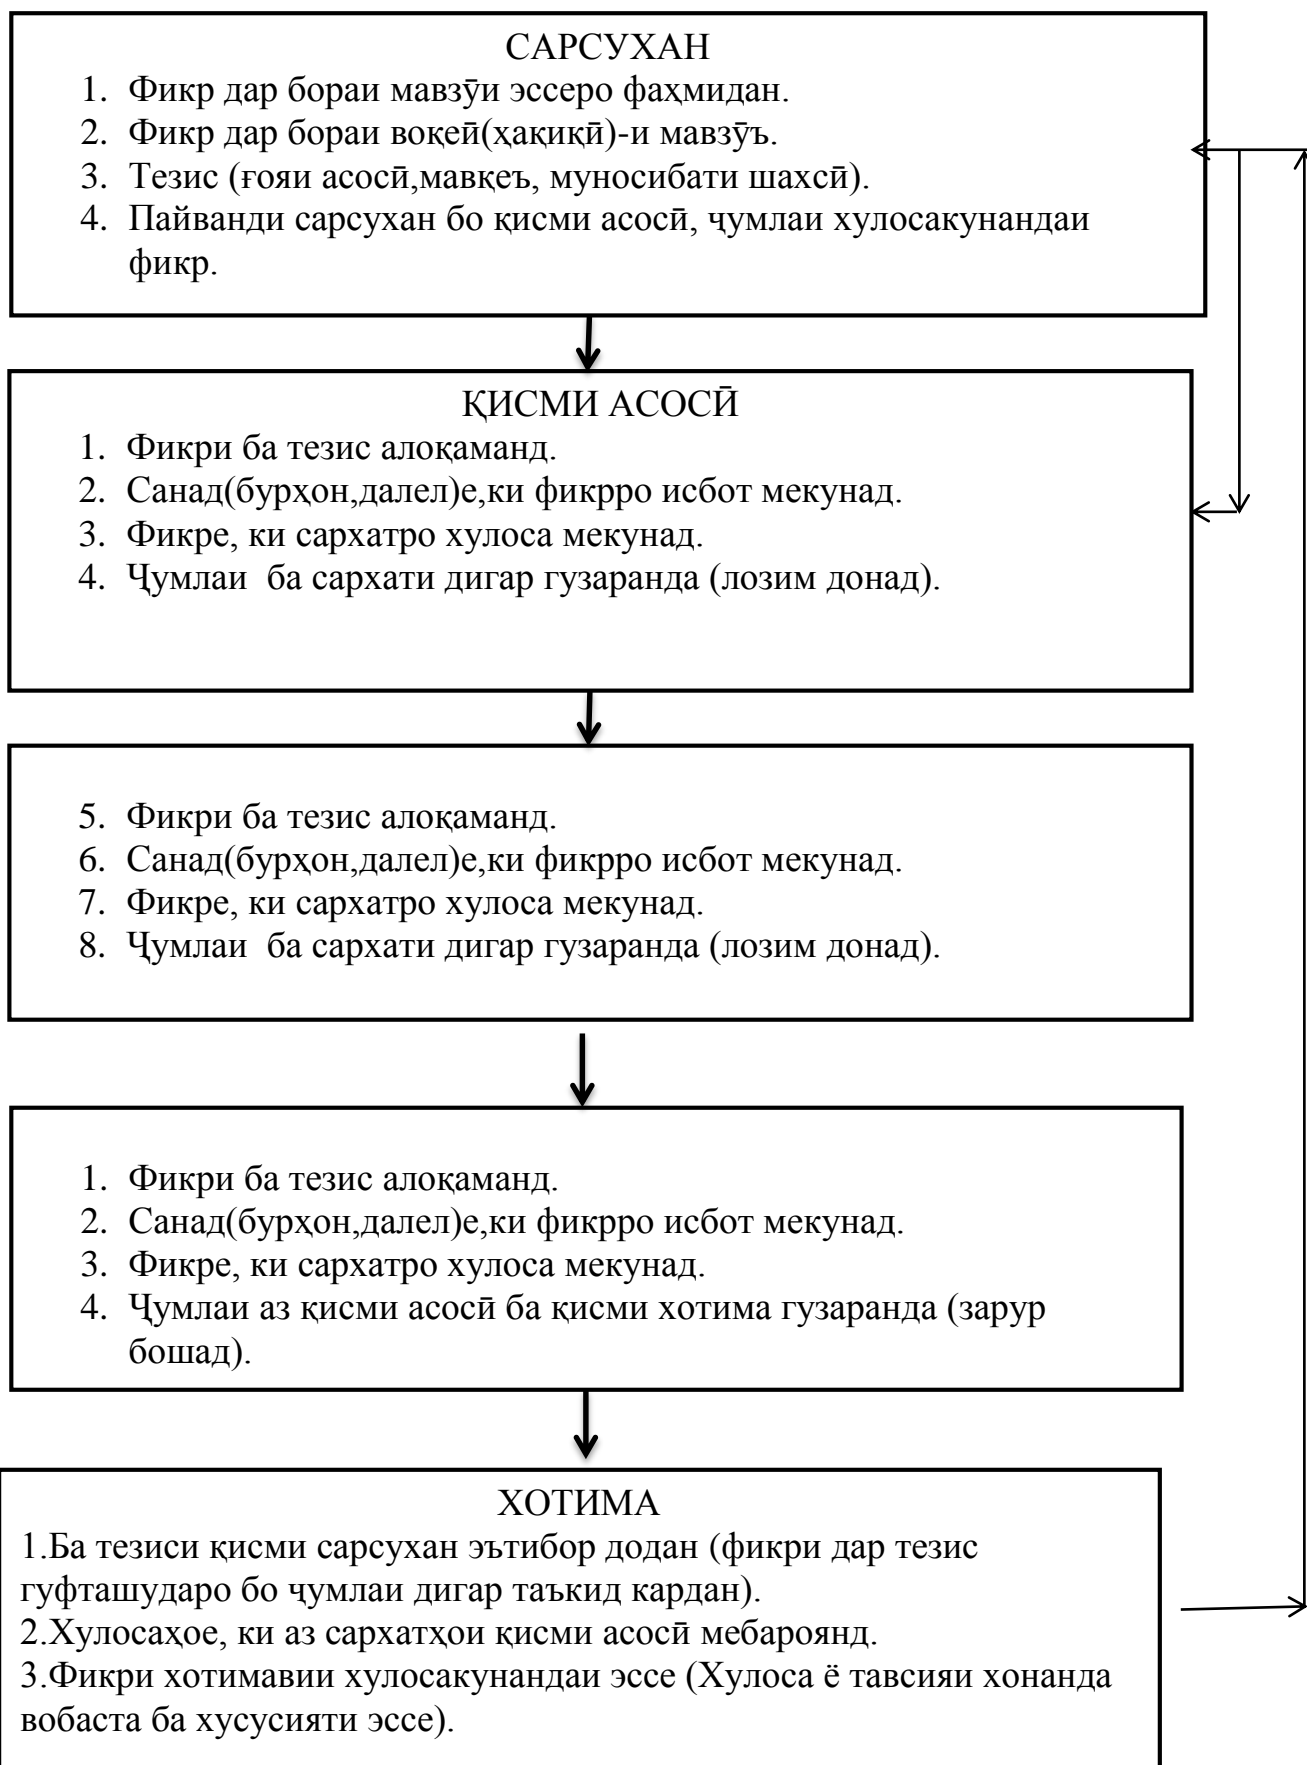 САРСУХАН
1. Фикр дар бораи мавзӯи эссеро фаҳмидан.
2. Фикр дар бораи воқеӣ(ҳақиқӣ)-и мавзӯъ.
3. Тезис (ғояи асосӣ,мавқеъ, муносибати шахсӣ).
4. Пайванди сарсухан бо қисми асосӣ, ҷумлаи хулосакунандаи
фикр.
ҚИСМИ АСОСӢ
1. Фикри ба тезис алоқаманд.
2. Санад(бурҳон,далел)е,ки фикрро исбот мекунад.
3. Фикре, ки сархатро хулоса мекунад.
4. Ҷумлаи ба сархати дигар гузаранда (лозим донад).
5. Фикри ба тезис алоқаманд.
6. Санад(бурҳон,далел)е,ки фикрро исбот мекунад.
7. Фикре, ки сархатро хулоса мекунад.
8. Ҷумлаи ба сархати дигар гузаранда (лозим донад).
1. Фикри ба тезис алоқаманд.
2. Санад(бурҳон,далел)е,ки фикрро исбот мекунад.
3. Фикре, ки сархатро хулоса мекунад.
4. Ҷумлаи аз қисми асосӣ ба қисми хотима гузаранда (зарур
бошад).
ХОТИМА
1.Ба тезиси қисми сарсухан эътибор додан (фикри дар тезис
гуфташударо бо ҷумлаи дигар таъкид кардан).
2.Хулосаҳое, ки аз сархатҳои қисми асосӣ мебароянд.
3.Фикри хотимавии хулосакунандаи эссе (Хулоса ё тавсияи хонанда
вобаста ба хусусияти эссе).